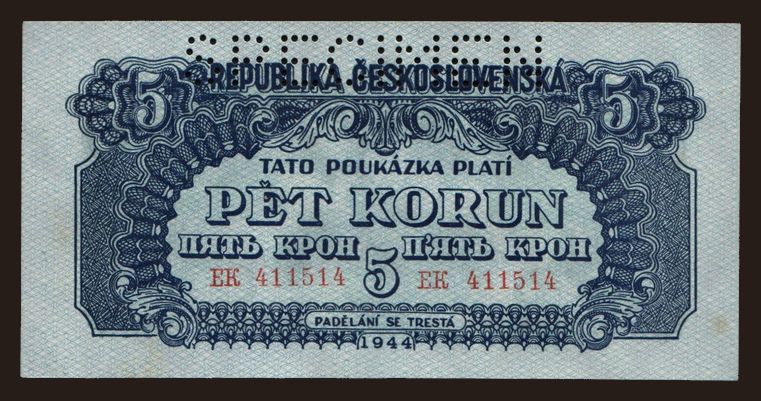 SPECIMEN
REPUBLIKA ČESKOSLOVENSKÁ
5 5
TATO POUKÁZKA PLATÍ
PĚT KORUN
ПЯТЬ КРОН 5 П'ЯТЬ КРОН
ЕК 411514 ЕК 411514
PADĚLÁNÍ SE TRESTÁ
1944